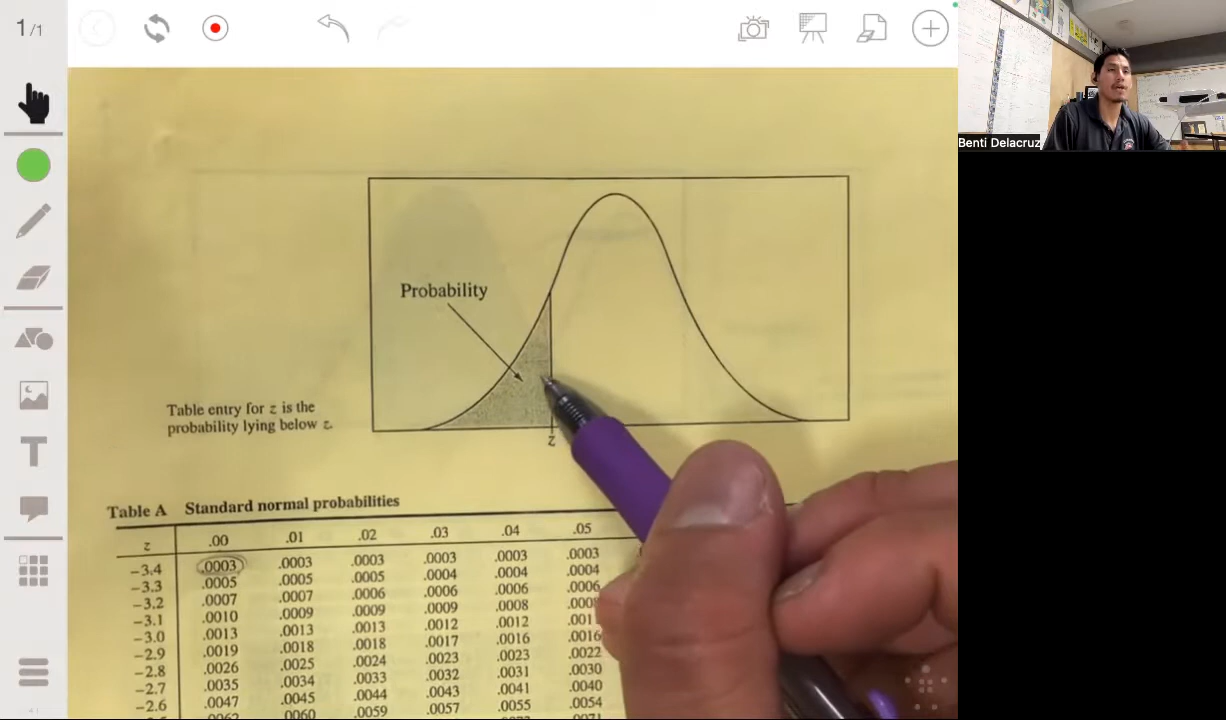 1/1
Benti Delacruz
Probability
Table entry for z is the
probability lying below z.
z
Table A Standard normal probabilities
z .00 .01 .02 .03 .04 .05
−3.4 .0003 .0003 .0003 .0003 .0003 .0003
−3.3 .0005 .0005 .0005 .0004 .0004 .0004
−3.2 .0007 .0007 .0006 .0006 .0006 .0006
−3.1 .0010 .0009 .0009 .0009 .0008
−3.0 .0013 .0013 .0013 .0012 .0012
−2.9 .0019 .0018 .0018 .0017 .0016 .0016
−2.8 .0026 .0025 .0024 .0023 .0023 .0022
−2.7 .0035 .0034 .0033 .0032 .0031 .0030
−2.6 .0047 .0045 .0044 .0043 .0041 .0040
.0060 .0059 .0057 .0055 .0054
T